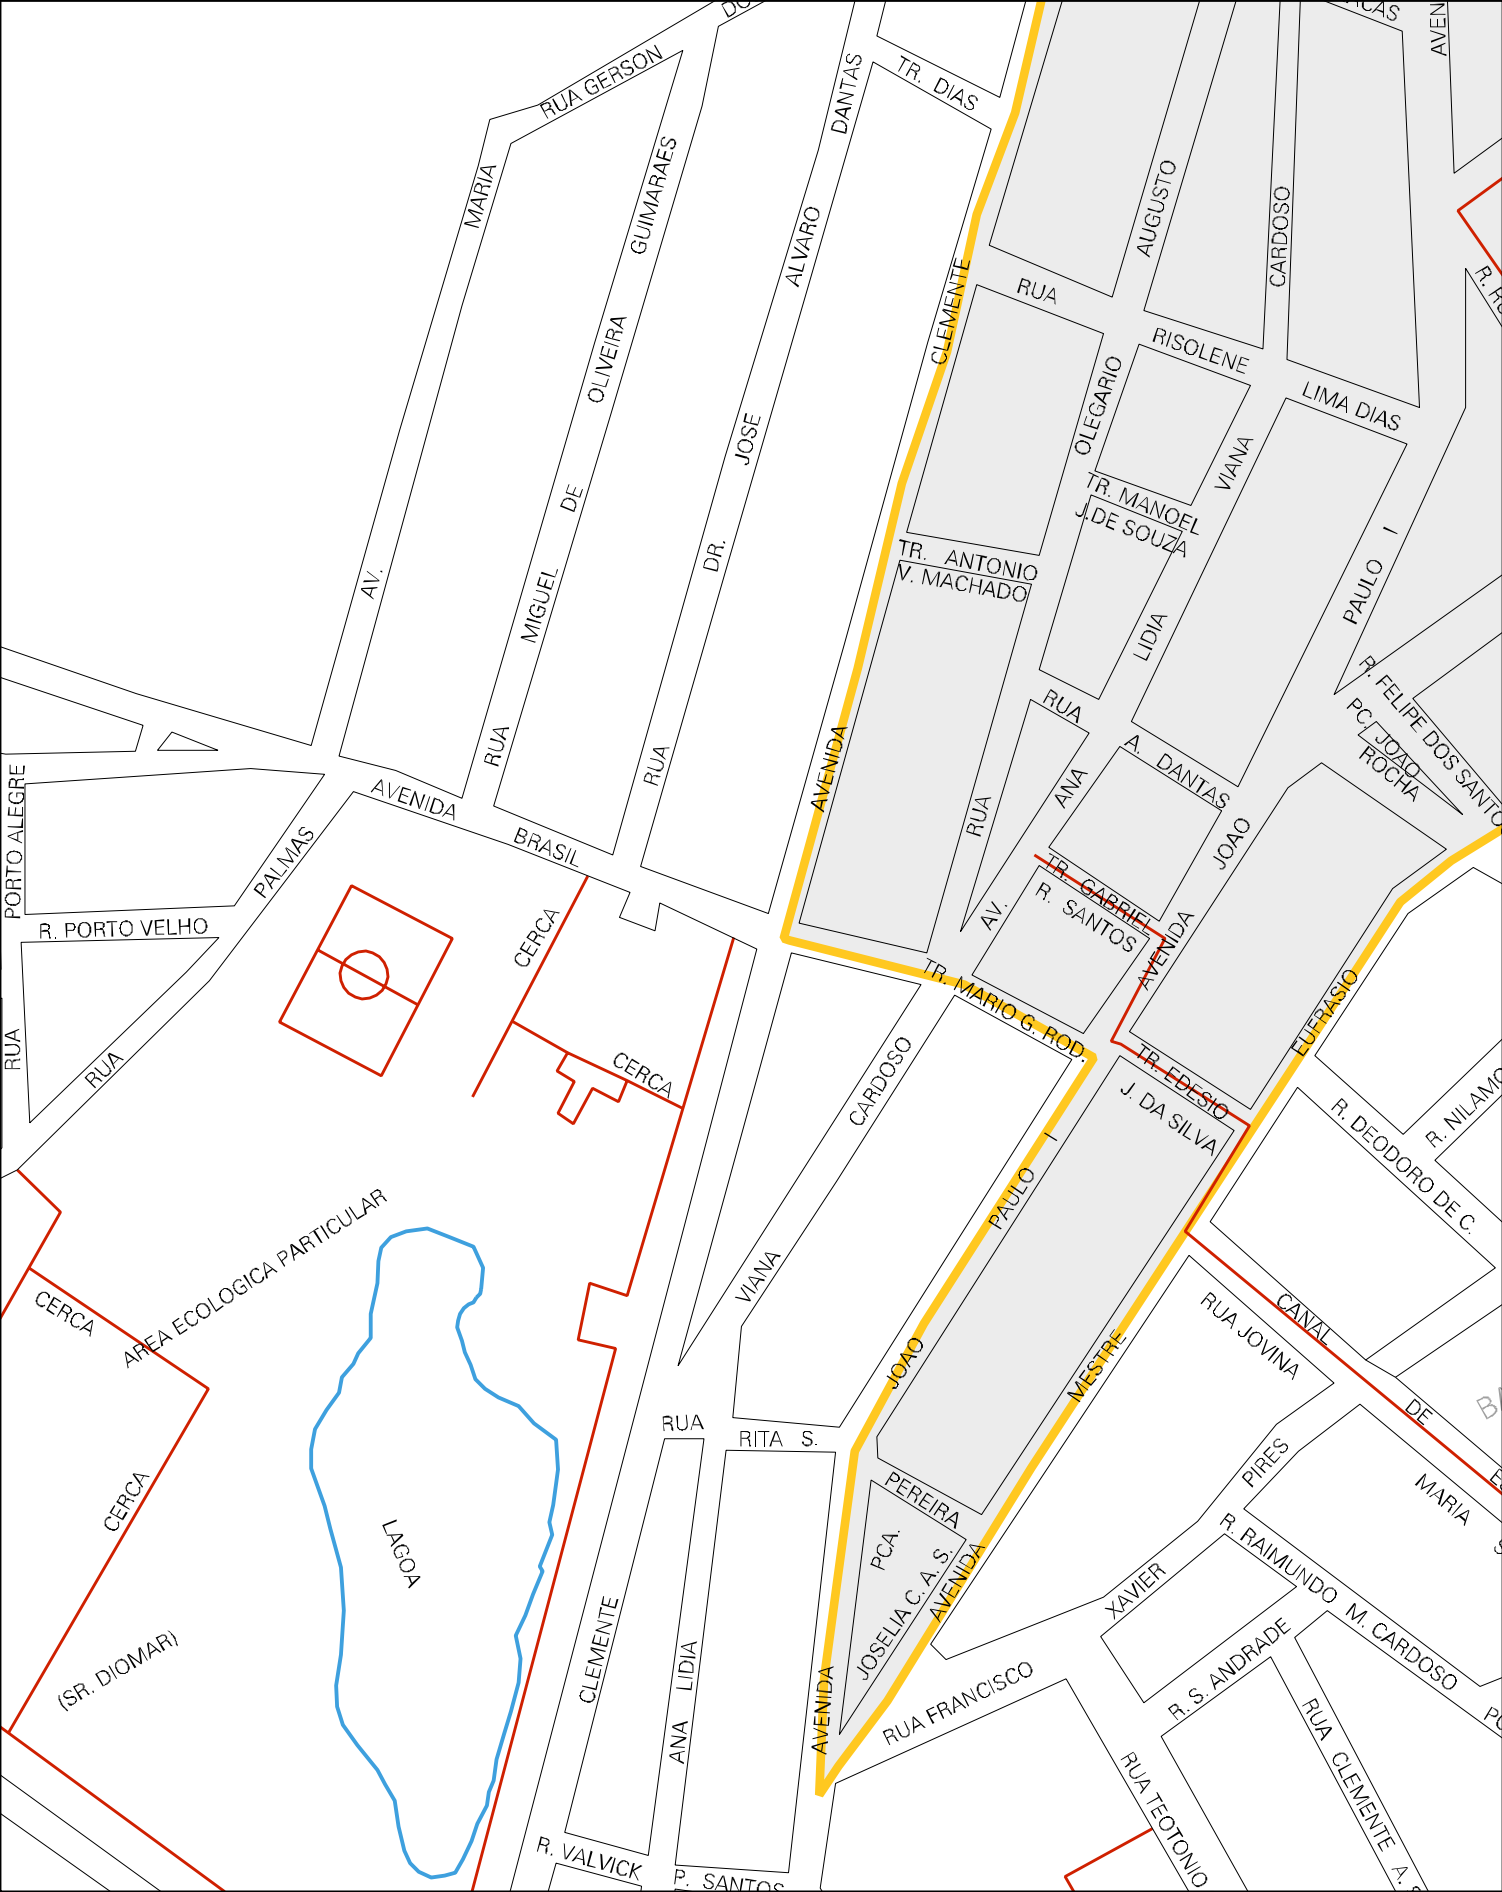 RUA GERSON
DANTAS
TR. DIAS
AVEN
MARIA
GUIMARAES
ALVARO
AUGUSTO
CARDOSO
CLEMENTE
RUA
RISOLENE
LIMA DIAS
OLIVEIRA
OLEGARIO
JOSE
VIANA
DE
TR. MANOEL
J.DE SOUZA
PAULO I
DR.
TR. ANTONIO
V. MACHADO
AV.
MIGUEL
LIDIA
R. FELIPE DOS SANTO
RUA
PC. JOAO
ROCHA
RUA
RUA
AVENIDA
A. DANTAS
ANA
PORTO ALEGRE
AVENIDA
BRASIL
RUA
JOAO
PALMAS
TR. GABRIEL
R. SANTOS
AV.
R. PORTO VELHO
CERCA
AVENIDA
TR. MARIO G. ROD.
EUFRASIO
RUA
RUA
CERCA
CARDOSO
TR. EDESIO
J. DA SILVA
R. DEODORO DE C.
R. NILAMO
PAULO I
AREA ECOLOGICA PARTICULAR
CERCA
VIANA
RUA JOVINA
CANAL
DE
JOAO
MESTRE
RUA
RITA S.
PEREIRA
PIRES
MARIA
CERCA
LAGOA
PCA.
JOSELIA C. A. S.
AVENIDA
XAVIER
R. RAIMUNDO M. CARDOSO
CLEMENTE
ANA LIDIA
(SR. DIOMAR)
AVENIDA
RUA FRANCISCO
R. S. ANDRADE
RUA CLEMENTE A.
RUA TEOTONIO
R. VALVICK
P. SANTOS